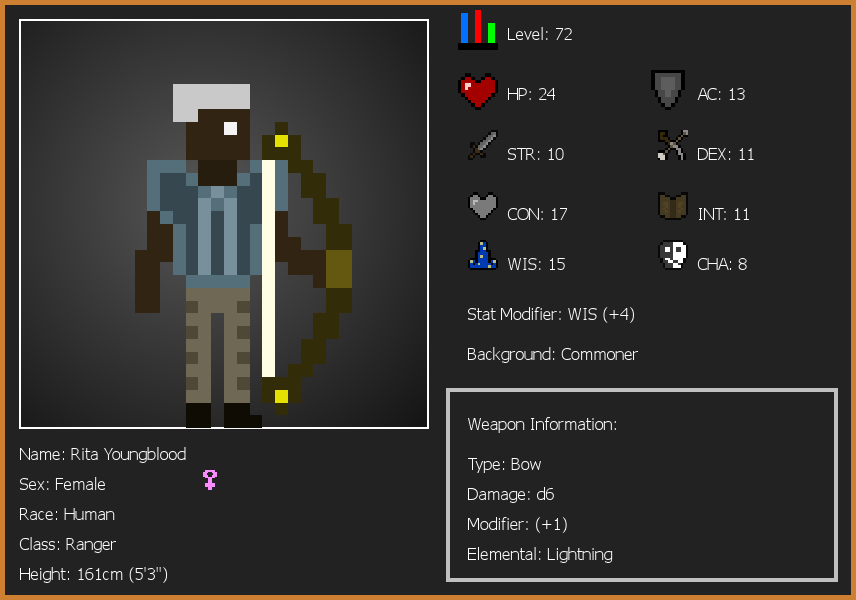 Level: 72
HP: 24
AC: 13
STR: 10
DEX: 11
CON: 17
INT: 11
WIS: 15
CHA: 8
Stat Modifier: WIS (+4)
Background: Commoner
Weapon Information:
Type: Bow
Damage: d6
Modifier: (+1)
Elemental: Lightning
Name: Rita Youngblood
Sex: Female
Race: Human
Class: Ranger
Height: 161cm (5'3")